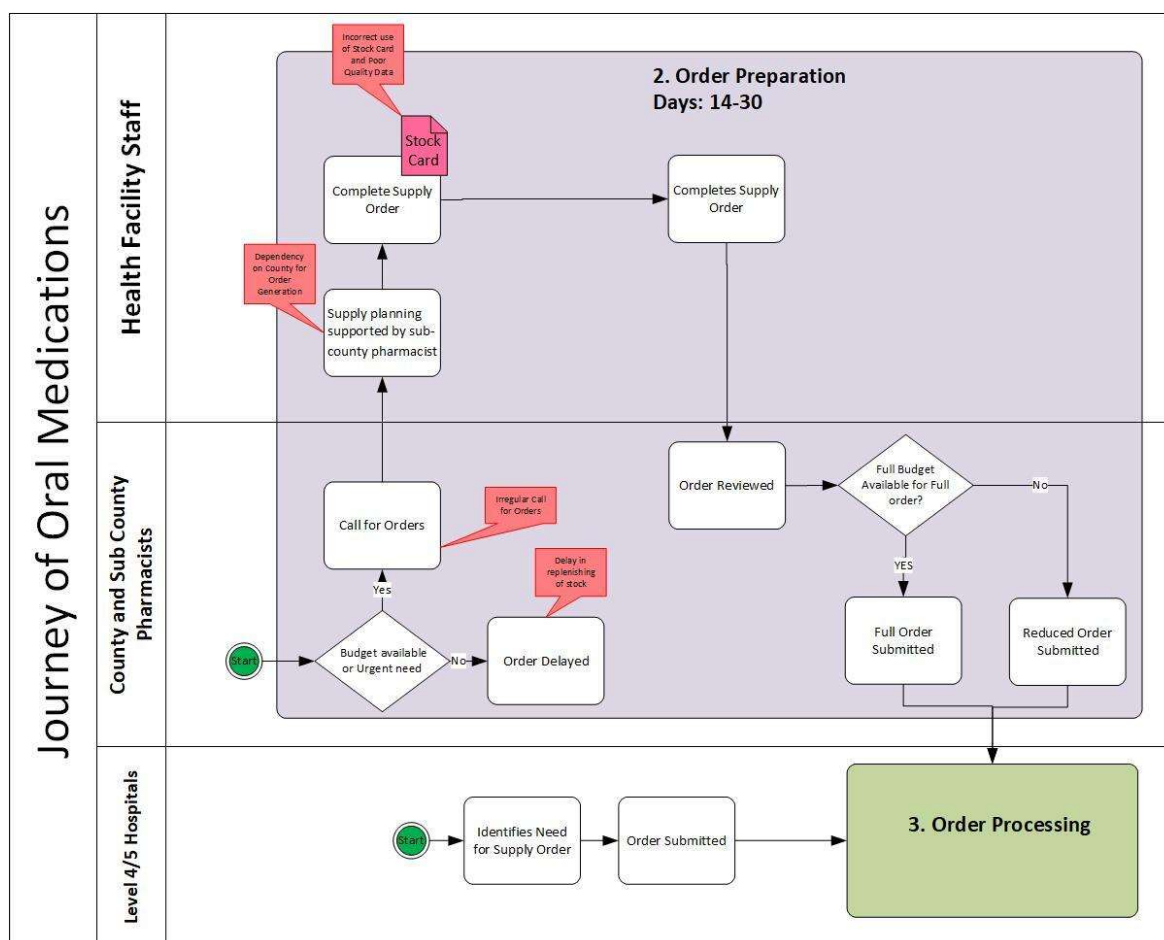 Journey of Oral Medications
Health Facility Staff
Incorrect use
of Stock Card
and Poor
Quality Data
2. Order Preparation
Days: 14-30
Stock
Card
Complete Supply
Order
Completes Supply
Order
Dependency
on County for
Order
Generation
Supply planning
supported by sub-
county pharmacist
County and Sub County
Pharmacists
Call for Orders
Irregular Call
for Orders
Order Reviewed
Full Budget
Available for Full
order?
No
YES
Yes
Delay in
replenishing
of stock
Start
Budget available
or Urgent need
No
Order Delayed
Full Order
Submitted
Reduced Order
Submitted
Level 4/5 Hospitals
Start
Identifies Need
for Supply Order
Order Submitted
3. Order Processing